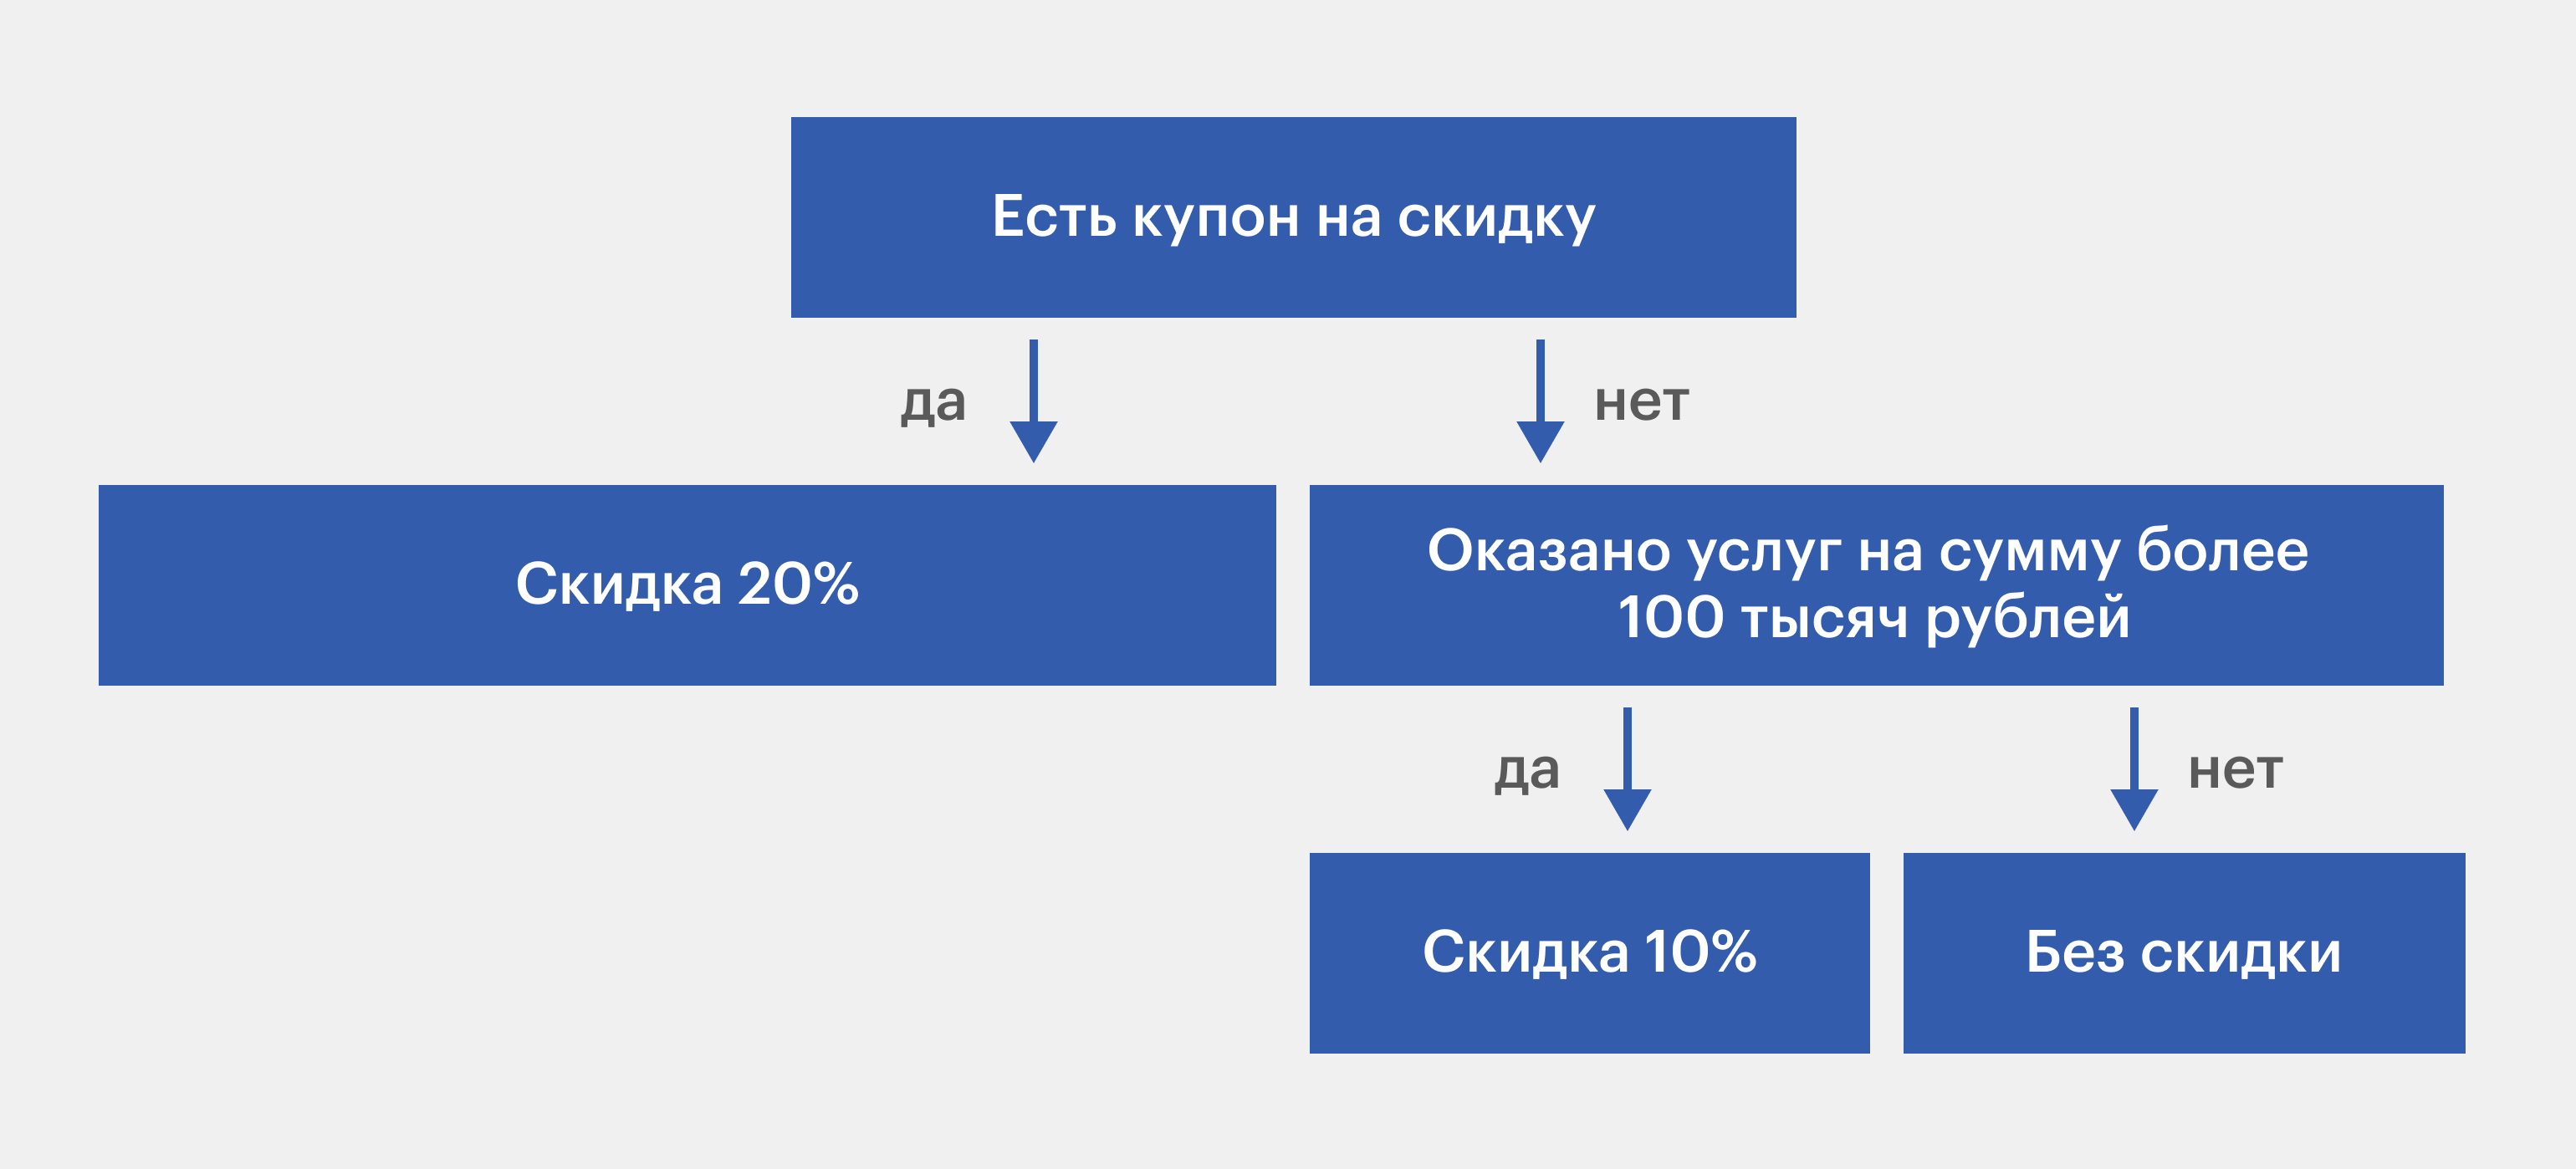 Есть купон на скидку
да
нет
Скидка 20%
Оказано услуг на сумму более
100 тысяч рублей
да
нет
Скидка 10%
Без скидки